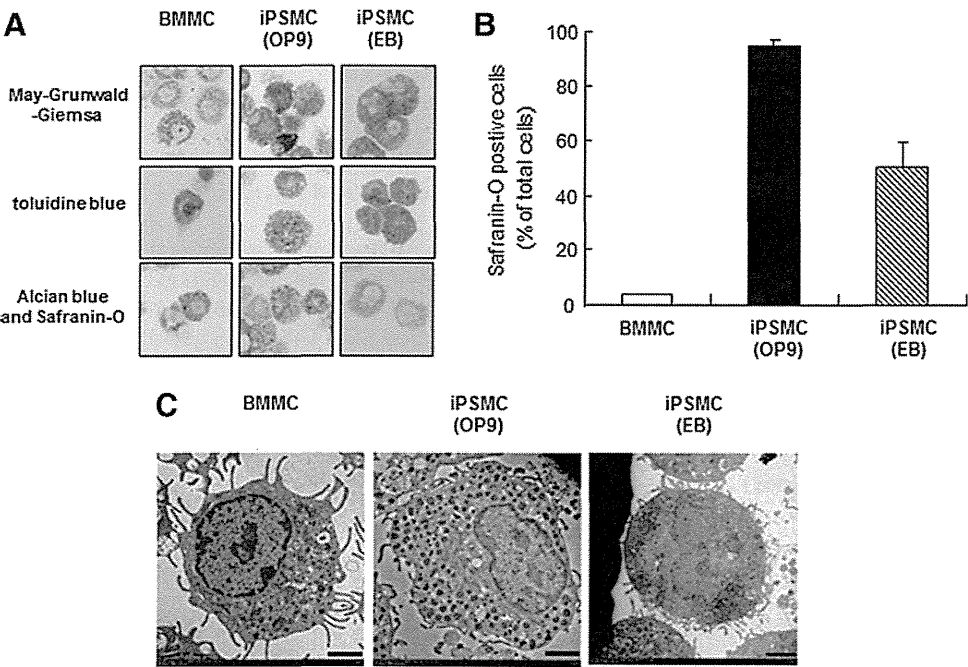 A
BMMC
iPSMC
(OP9)
iPSMC
(EB)
May-Grunwald
-Giemsa
toluidine blue
Alcian blue
and Safranin-O
B
Safranin-O postive cells
(% of total cells)
100
80
60
40
20
0
BMMC
iPSMC
(OP9)
iPSMC
(EB)
C
BMMC
iPSMC
(OP9)
iPSMC
(EB)